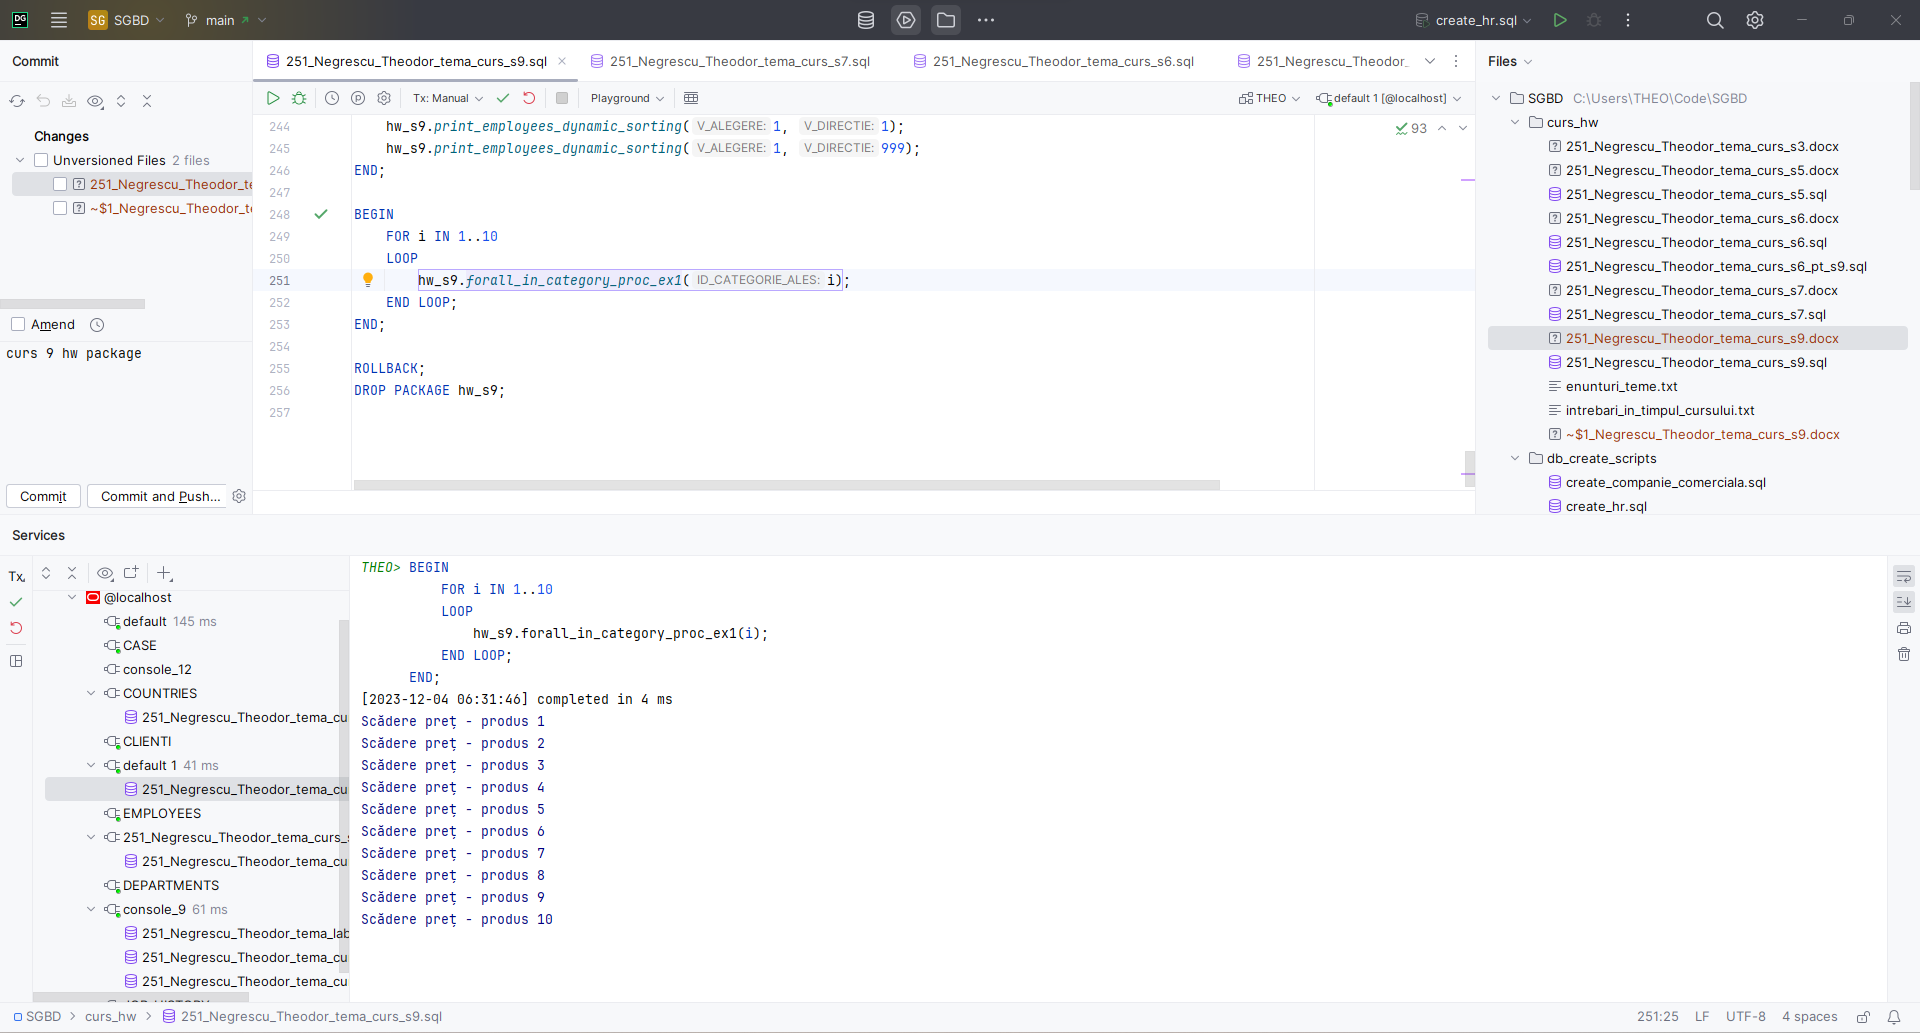 DG
SG SGBD main
create_hr.sql
Commit
251_Negrescu_Theodor_tema_curs_s9.sql 251_Negrescu_Theodor_tema_curs_s7.sql 251_Negrescu_Theodor_tema_curs_s6.sql 251_Negrescu_Theodor_
Files
Tx: Manual Playground THEO default 1 [@localhost]
Changes
Unversioned Files 2 files
251_Negrescu_Theodor_te
~$1_Negrescu_Theodor_t
Amend
curs 9 hw package
Commit Commit and Push...
244 hw_s9.print_employees_dynamic_sorting( V_ALEGERE: 1, V_DIRECTIE: 1);
245 hw_s9.print_employees_dynamic_sorting( V_ALEGERE: 1, V_DIRECTIE: 999);
246 END;
247
248 BEGIN
249 FOR i IN 1..10
250 LOOP
251 hw_s9.forall_in_category_proc_ex1( ID_CATEGORIE_ALES: i);
252 END LOOP;
253 END;
254
255 ROLLBACK;
256 DROP PACKAGE hw_s9;
257
93
SGBD C:\Users\THEO\Code\SGBD
curs_hw
251_Negrescu_Theodor_tema_curs_s3.docx
251_Negrescu_Theodor_tema_curs_s5.docx
251_Negrescu_Theodor_tema_curs_s5.sql
251_Negrescu_Theodor_tema_curs_s6.docx
251_Negrescu_Theodor_tema_curs_s6.sql
251_Negrescu_Theodor_tema_curs_s6_pt_s9.sql
251_Negrescu_Theodor_tema_curs_s7.docx
251_Negrescu_Theodor_tema_curs_s7.sql
251_Negrescu_Theodor_tema_curs_s9.docx
251_Negrescu_Theodor_tema_curs_s9.sql
enunturi_teme.txt
intrebari_in_timpul_cursului.txt
~$1_Negrescu_Theodor_tema_curs_s9.docx
db_create_scripts
create_companie_comerciala.sql
create_hr.sql
Services
Tx
@localhost
default 145 ms
CASE
console_12
COUNTRIES
251_Negrescu_Theodor_tema_cu
CLIENTI
default 1 41 ms
251_Negrescu_Theodor_tema_cu
EMPLOYEES
251_Negrescu_Theodor_tema_curs_s
251_Negrescu_Theodor_tema_cu
DEPARTMENTS
console_9 61 ms
251_Negrescu_Theodor_tema_lab
251_Negrescu_Theodor_tema_cu
251_Negrescu_Theodor_tema_cu
THEO> BEGIN
FOR i IN 1..10
LOOP
hw_s9.forall_in_category_proc_ex1(i);
END LOOP;
END;
[2023-12-04 06:31:46] completed in 4 ms
Scădere preț - produs 1
Scădere preț - produs 2
Scădere preț - produs 3
Scădere preț - produs 4
Scădere preț - produs 5
Scădere preț - produs 6
Scădere preț - produs 7
Scădere preț - produs 8
Scădere preț - produs 9
Scădere preț - produs 10
SGBD > curs_hw > 251_Negrescu_Theodor_tema_curs_s9.sql
251:25 LF UTF-8 4 spaces